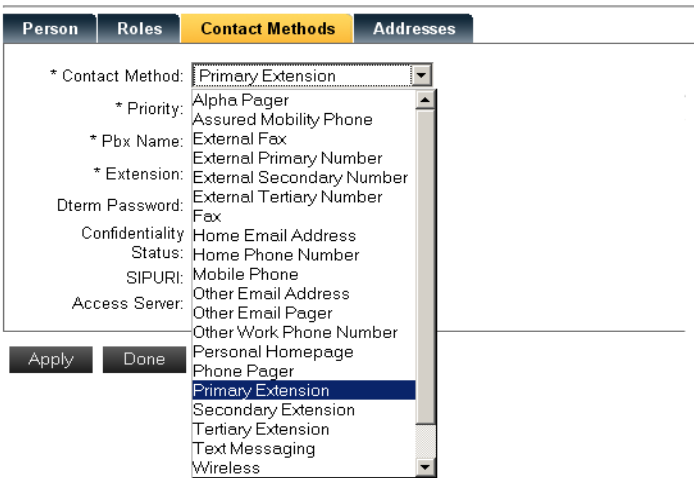 Person Roles Contact Methods Addresses
* Contact Method: Primary Extension
* Priority:
* Pbx Name:
* Extension:
Dterm Password:
Confidentiality
Status:
SIPURI:
Access Server:
Alpha Pager
Assured Mobility Phone
External Fax
External Primary Number
External Secondary Number
External Tertiary Number
Fax
Home Email Address
Home Phone Number
Mobile Phone
Other Email Address
Other Email Pager
Other Work Phone Number
Personal Homepage
Phone Pager
Primary Extension
Secondary Extension
Tertiary Extension
Text Messaging
Wireless
Apply Done